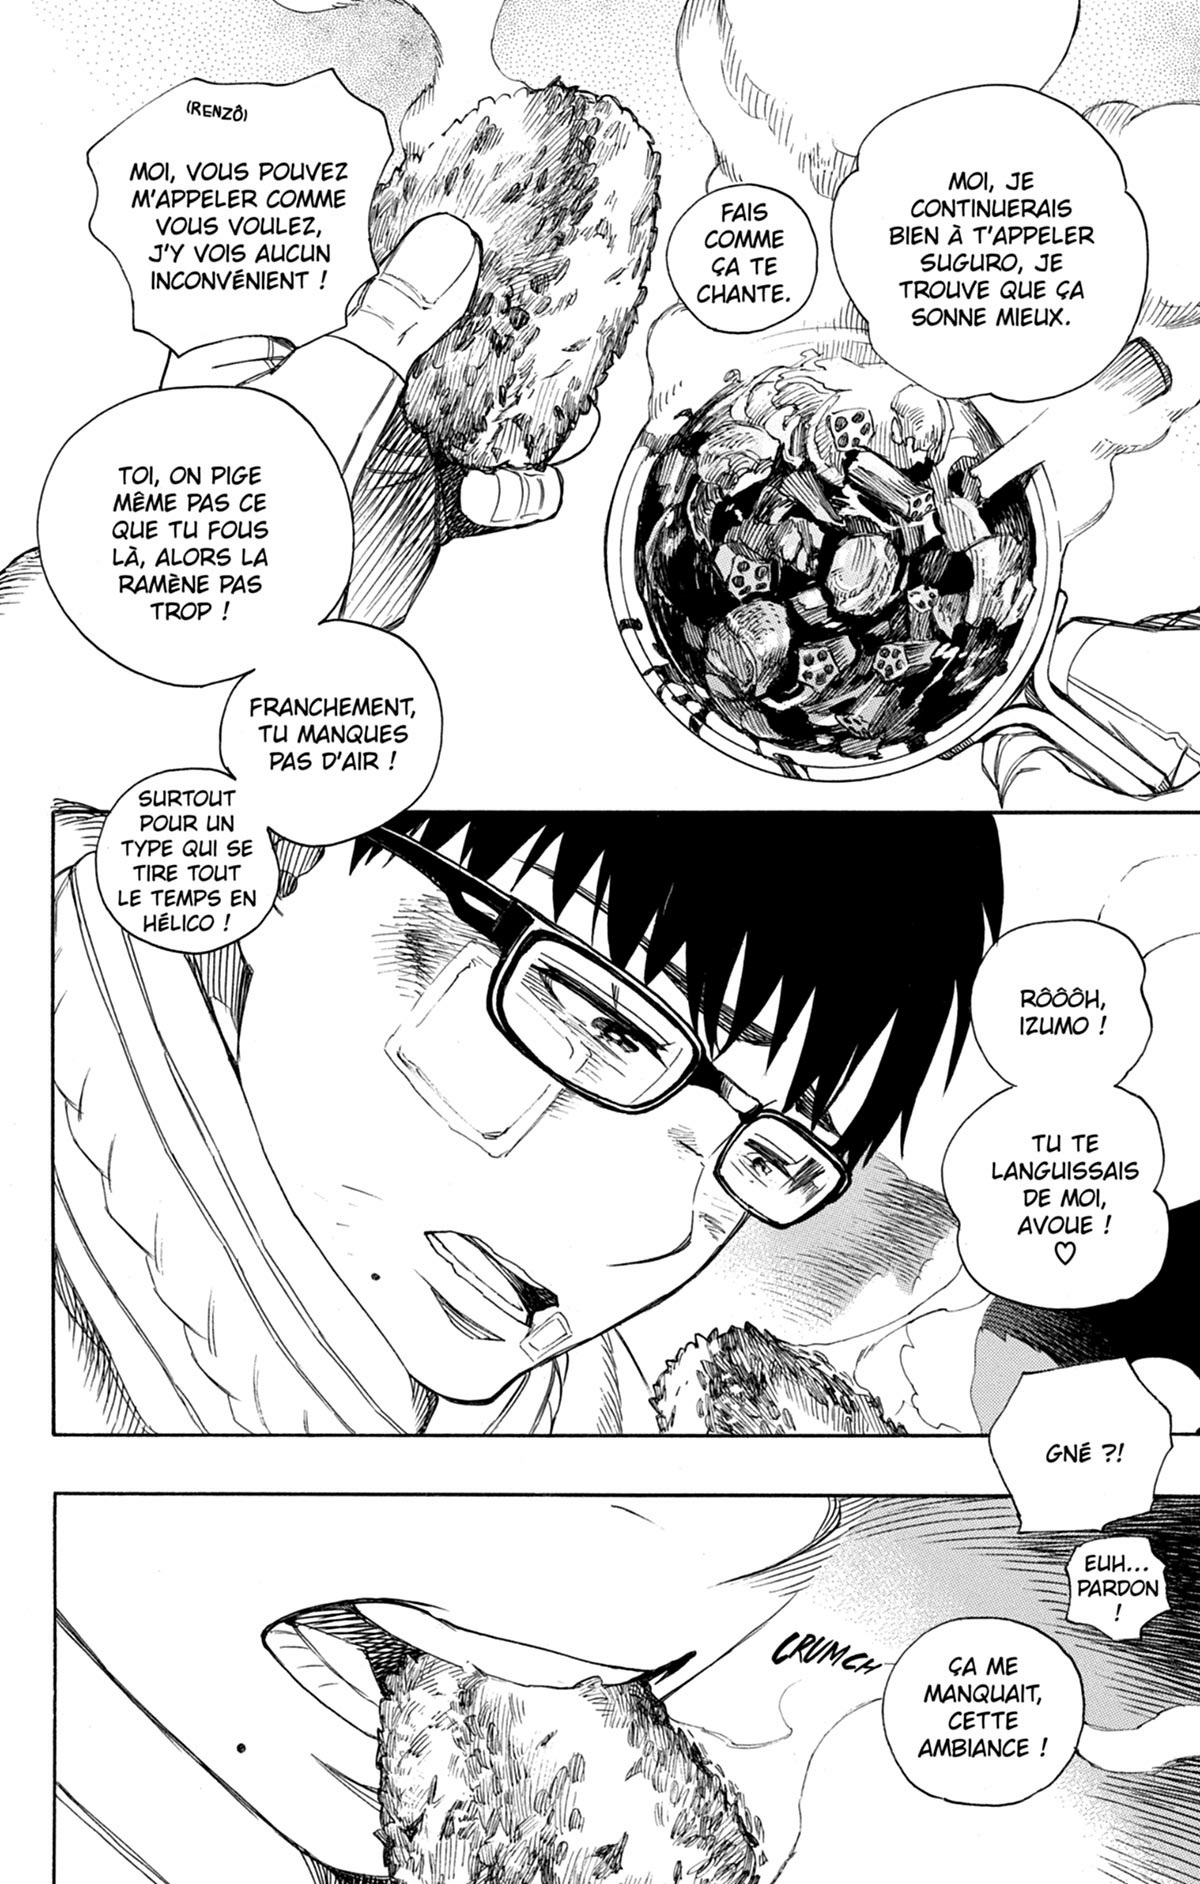 MOI, JE
CONTINUERAIS
BIEN À T'APPELER
SUGURO, JE
TROUVE QUE ÇA
SONNE MIEUX.
FAIS
COMME
ÇA TE
CHANTE.
(RENZÔ)
MOI, VOUS POUVEZ
M'APPELER COMME
VOUS VOULEZ,
J'Y VOIS AUCUN
INCONVÉNIENT !
TOI, ON PIGE
MÊME PAS CE
QUE TU FOUS
LÀ, ALORS LA
RAMÈNE PAS
TROP !
FRANCHEMENT,
TU MANQUES
PAS D'AIR !
SURTOUT
POUR UN
TYPE QUI SE
TIRE TOUT
LE TEMPS EN
HÉLICO !
RÔÔÔH,
IZUMO !
TU TE
LANGUISSAIS
DE MOI,
AVOUE !
♡
GNÉ ?!
EUH...
PARDON
!
ÇA ME
MANQUAIT,
CETTE
AMBIANCE !
CRUMCH